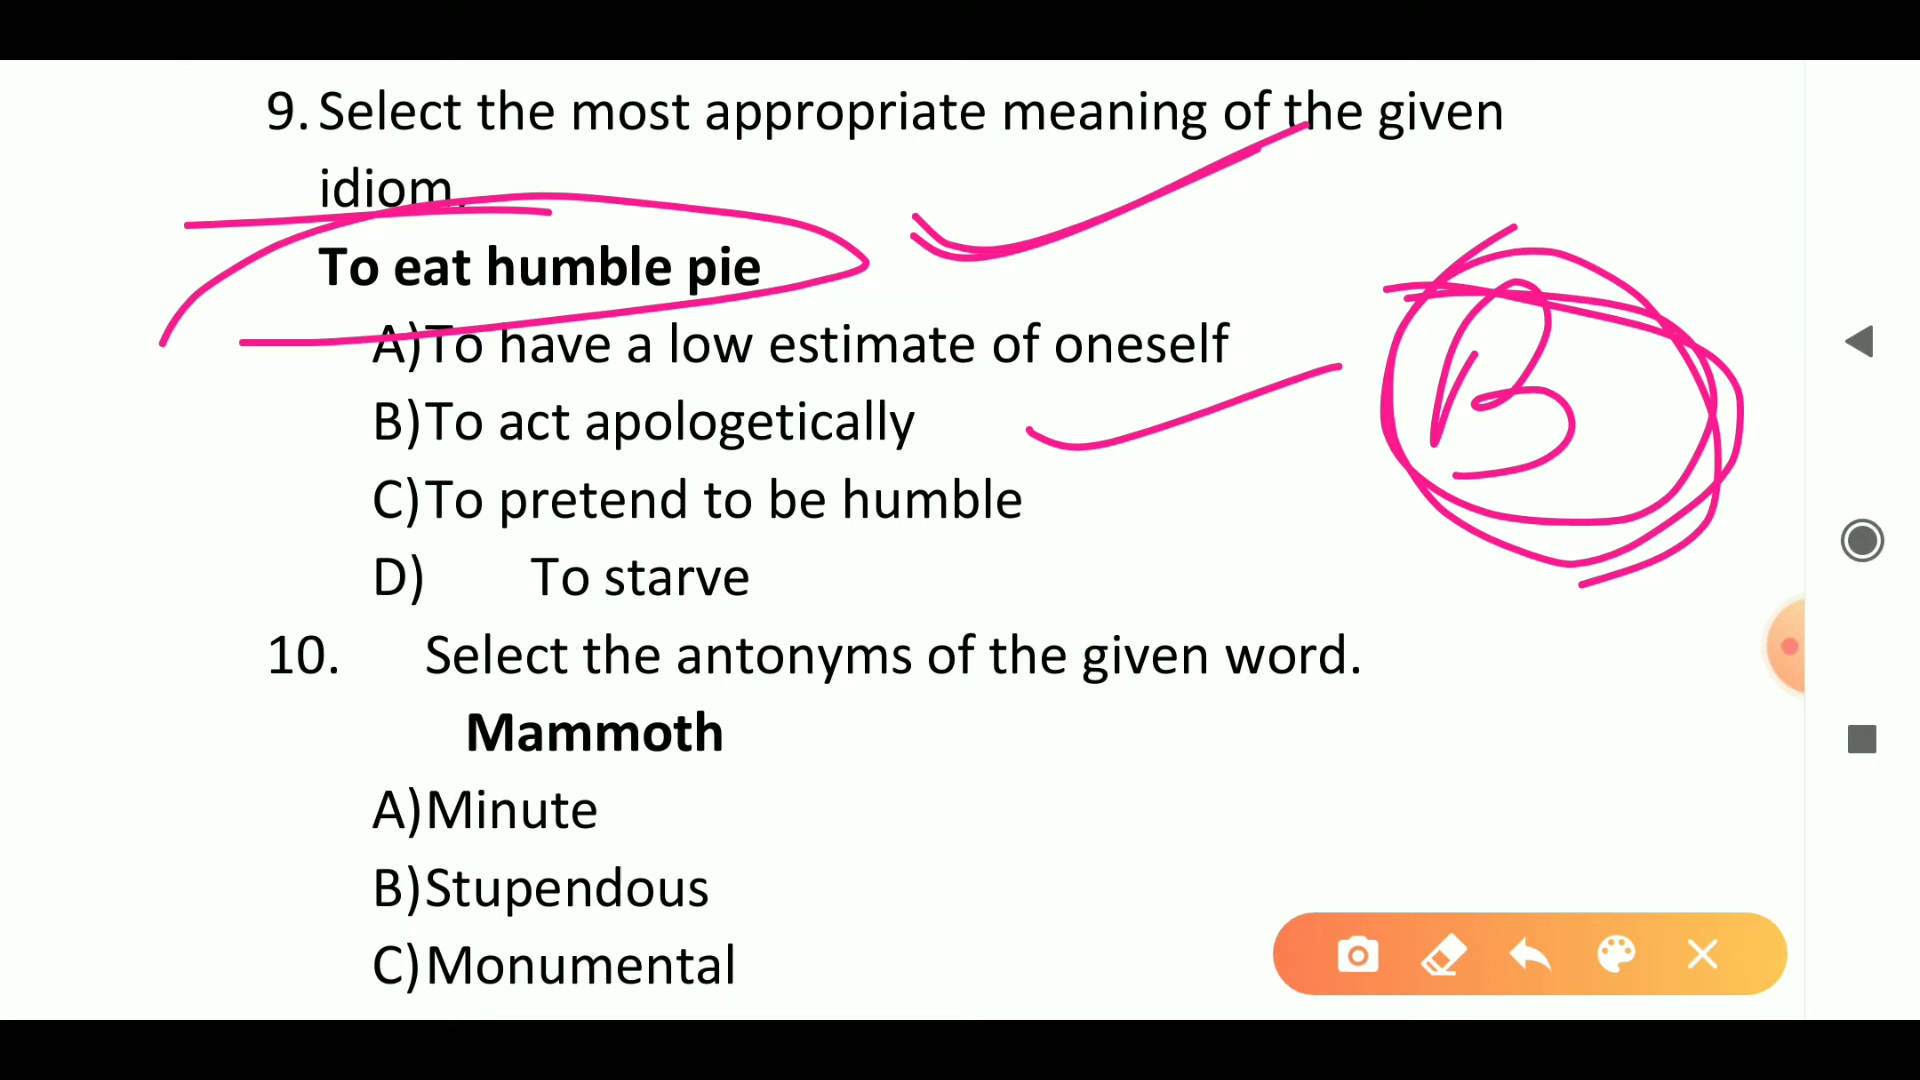 9. Select the most appropriate meaning of the given
idiom.
To eat humble pie
A) To have a low estimate of oneself
B) To act apologetically
B
C) To pretend to be humble
D) To starve
10. Select the antonyms of the given word.
Mammoth
A) Minute
B) Stupendous
C) Monumental